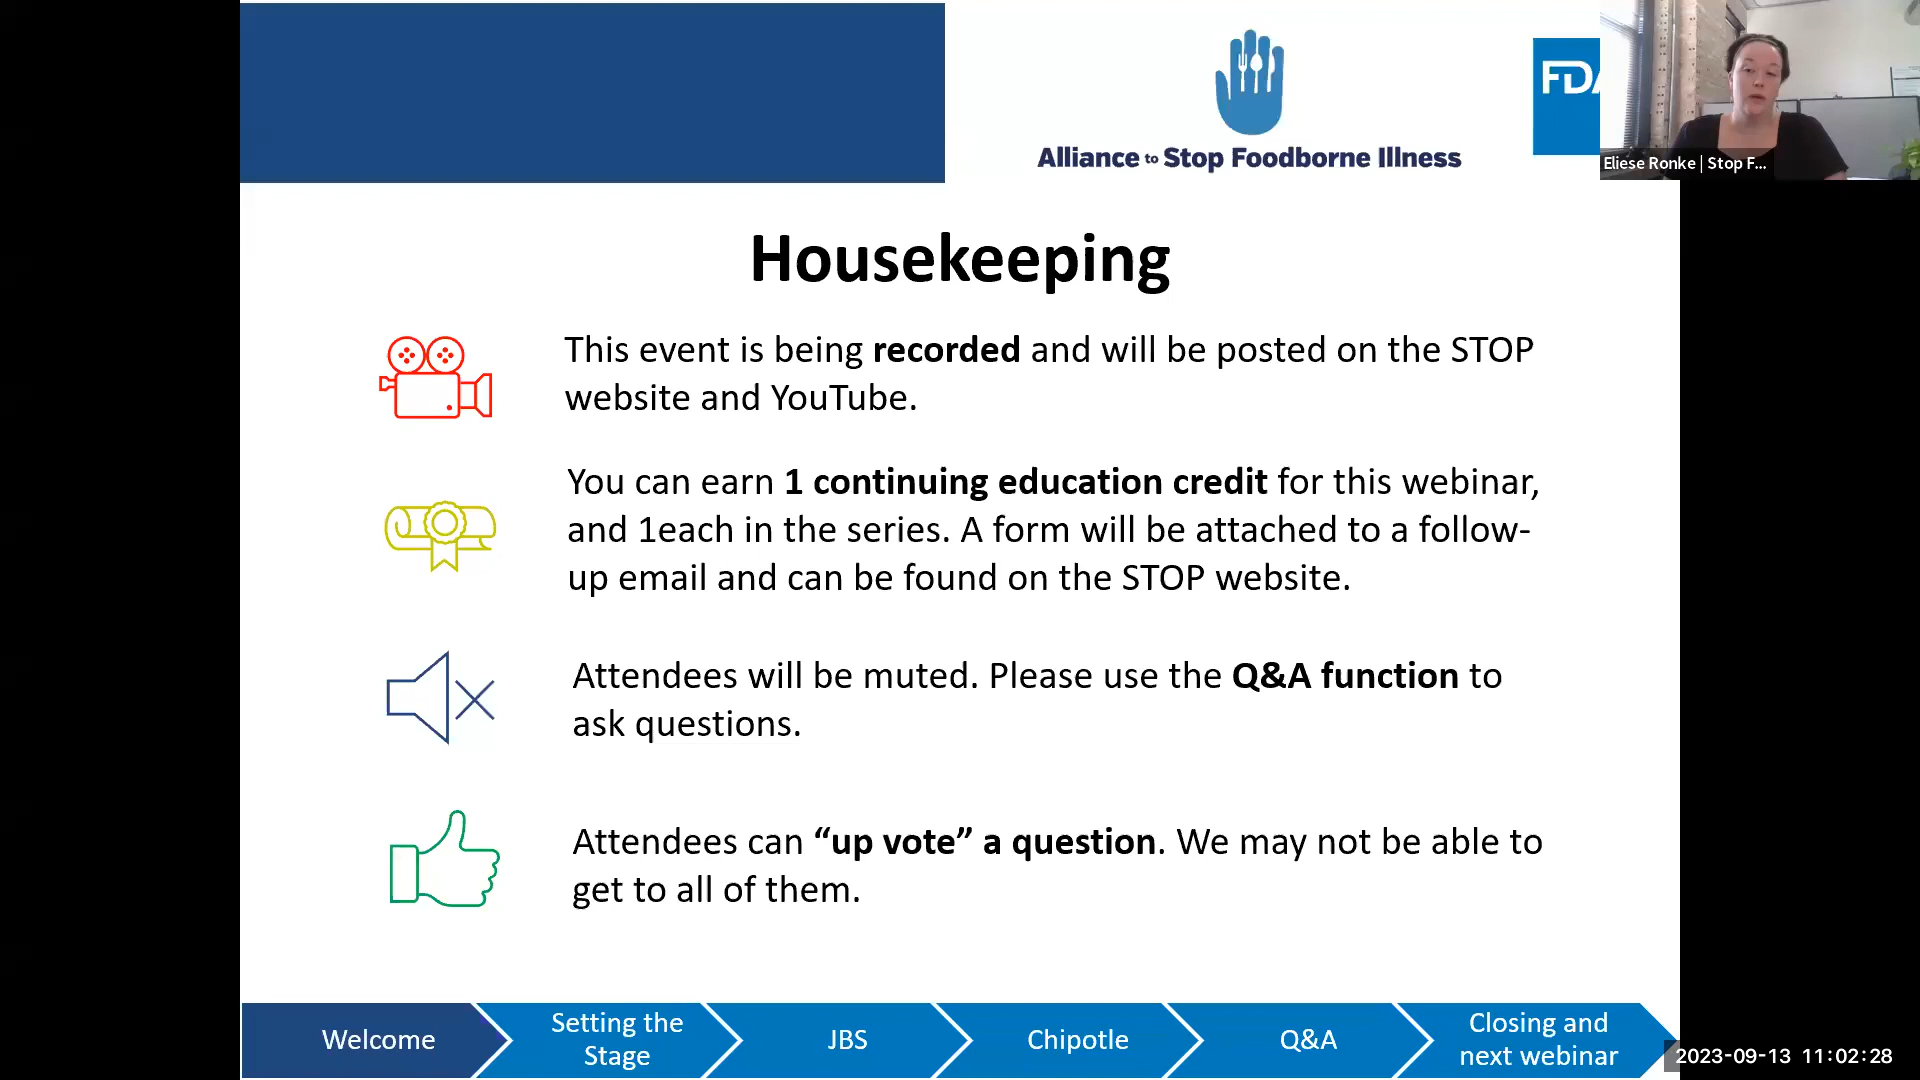 Alliance to Stop Foodborne Illness
FDA
Eliese Ronke | Stop F...
Housekeeping
This event is being recorded and will be posted on the STOP
website and YouTube.
You can earn 1 continuing education credit for this webinar,
and 1each in the series. A form will be attached to a follow-
up email and can be found on the STOP website.
Attendees will be muted. Please use the Q&A function to
ask questions.
Attendees can “up vote” a question. We may not be able to
get to all of them.
Welcome
Setting the
Stage
JBS
Chipotle
Q&A
Closing and
next webinar
2023-09-13 11:02:28